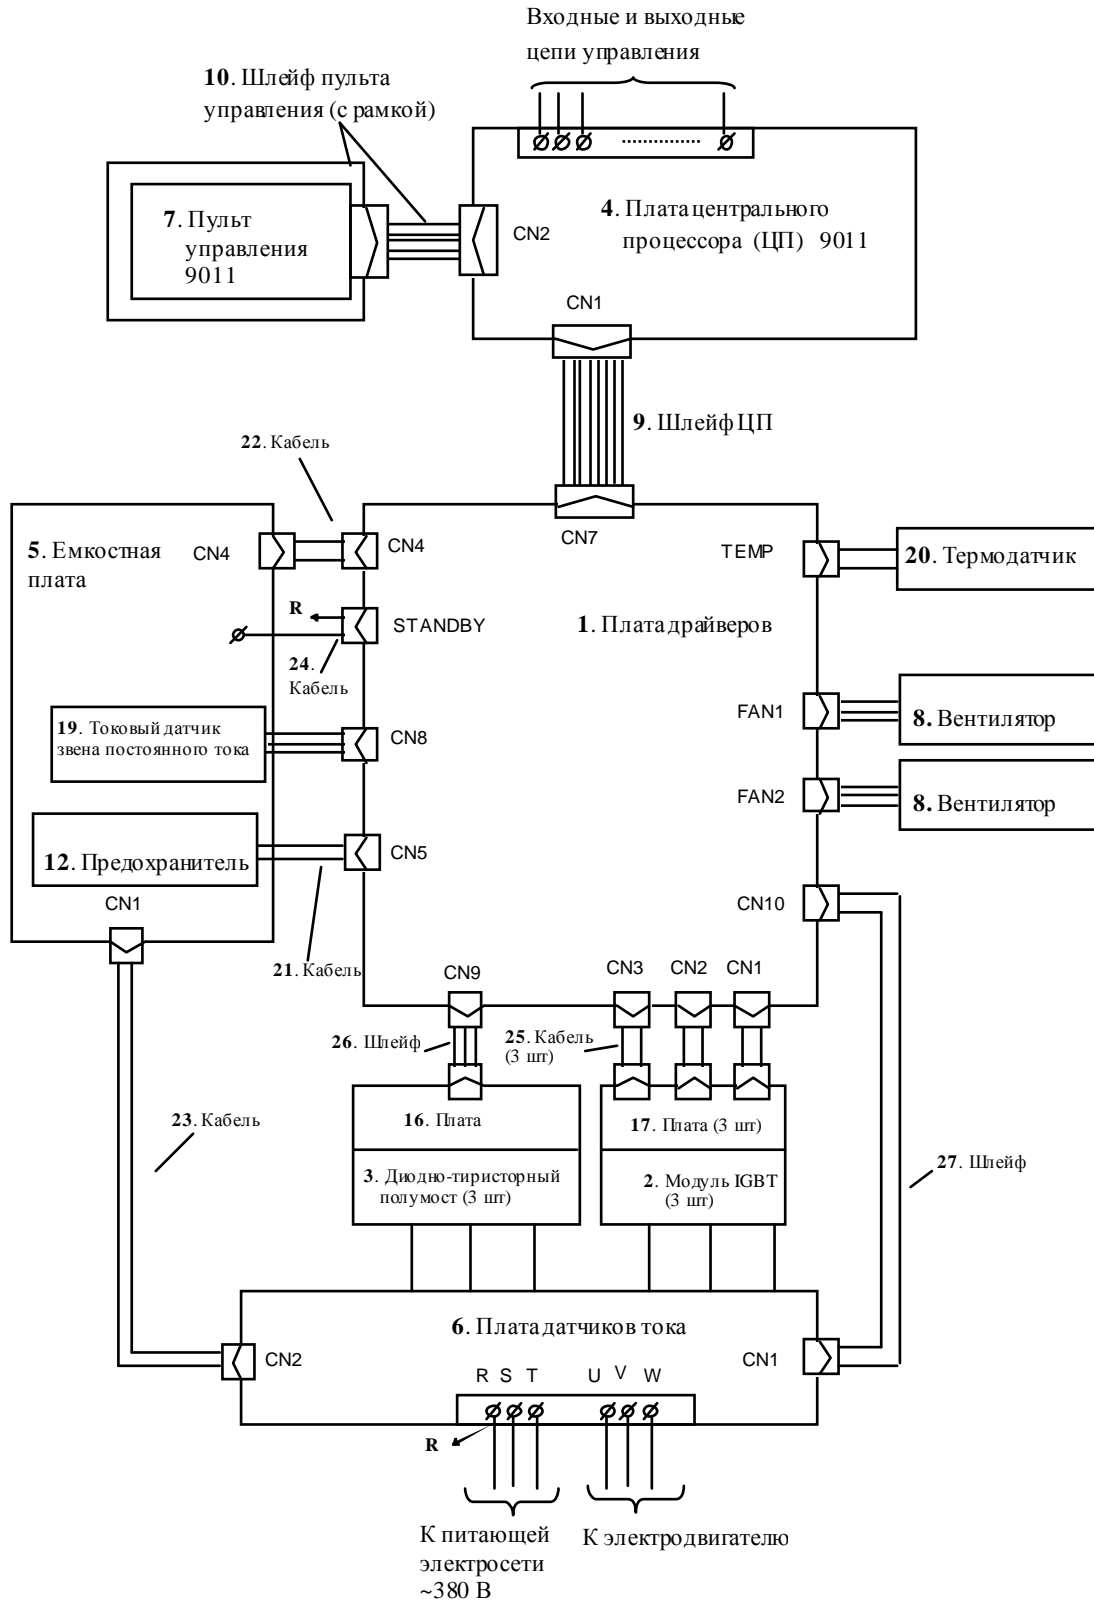 Входные и выходные
цепи управления
10. Шлейф пульта
управления (с рамкой)
7. Пульт
управления
9011
CN2
4. Плата центрального
процессора (ЦП) 9011
CN1
9. Шлейф ЦП
22. Кабель
CN7
5. Емкостная
плата
CN4
CN4
TEMP
20. Термодатчик
R
STANDBY
1. Плата драйверов
24.
Кабель
19. Токовый датчик
звена постоянного тока
CN8
FAN1
8. Вентилятор
FAN2
8. Вентилятор
12. Предохранитель
CN5
CN1
CN10
21. Кабель
CN9
CN3
CN2
CN1
26. Шлейф
25. Кабель
(3 шт)
23. Кабель
16. Плата
17. Плата (3 шт)
3. Диодно-тиристорный
полумост (3 шт)
2. Модуль IGBT
(3 шт)
27. Шлейф
6. Плата датчиков тока
CN2
CN1
R S T
U V W
R
К питающей
электросети
~380 В
К электродвигателю